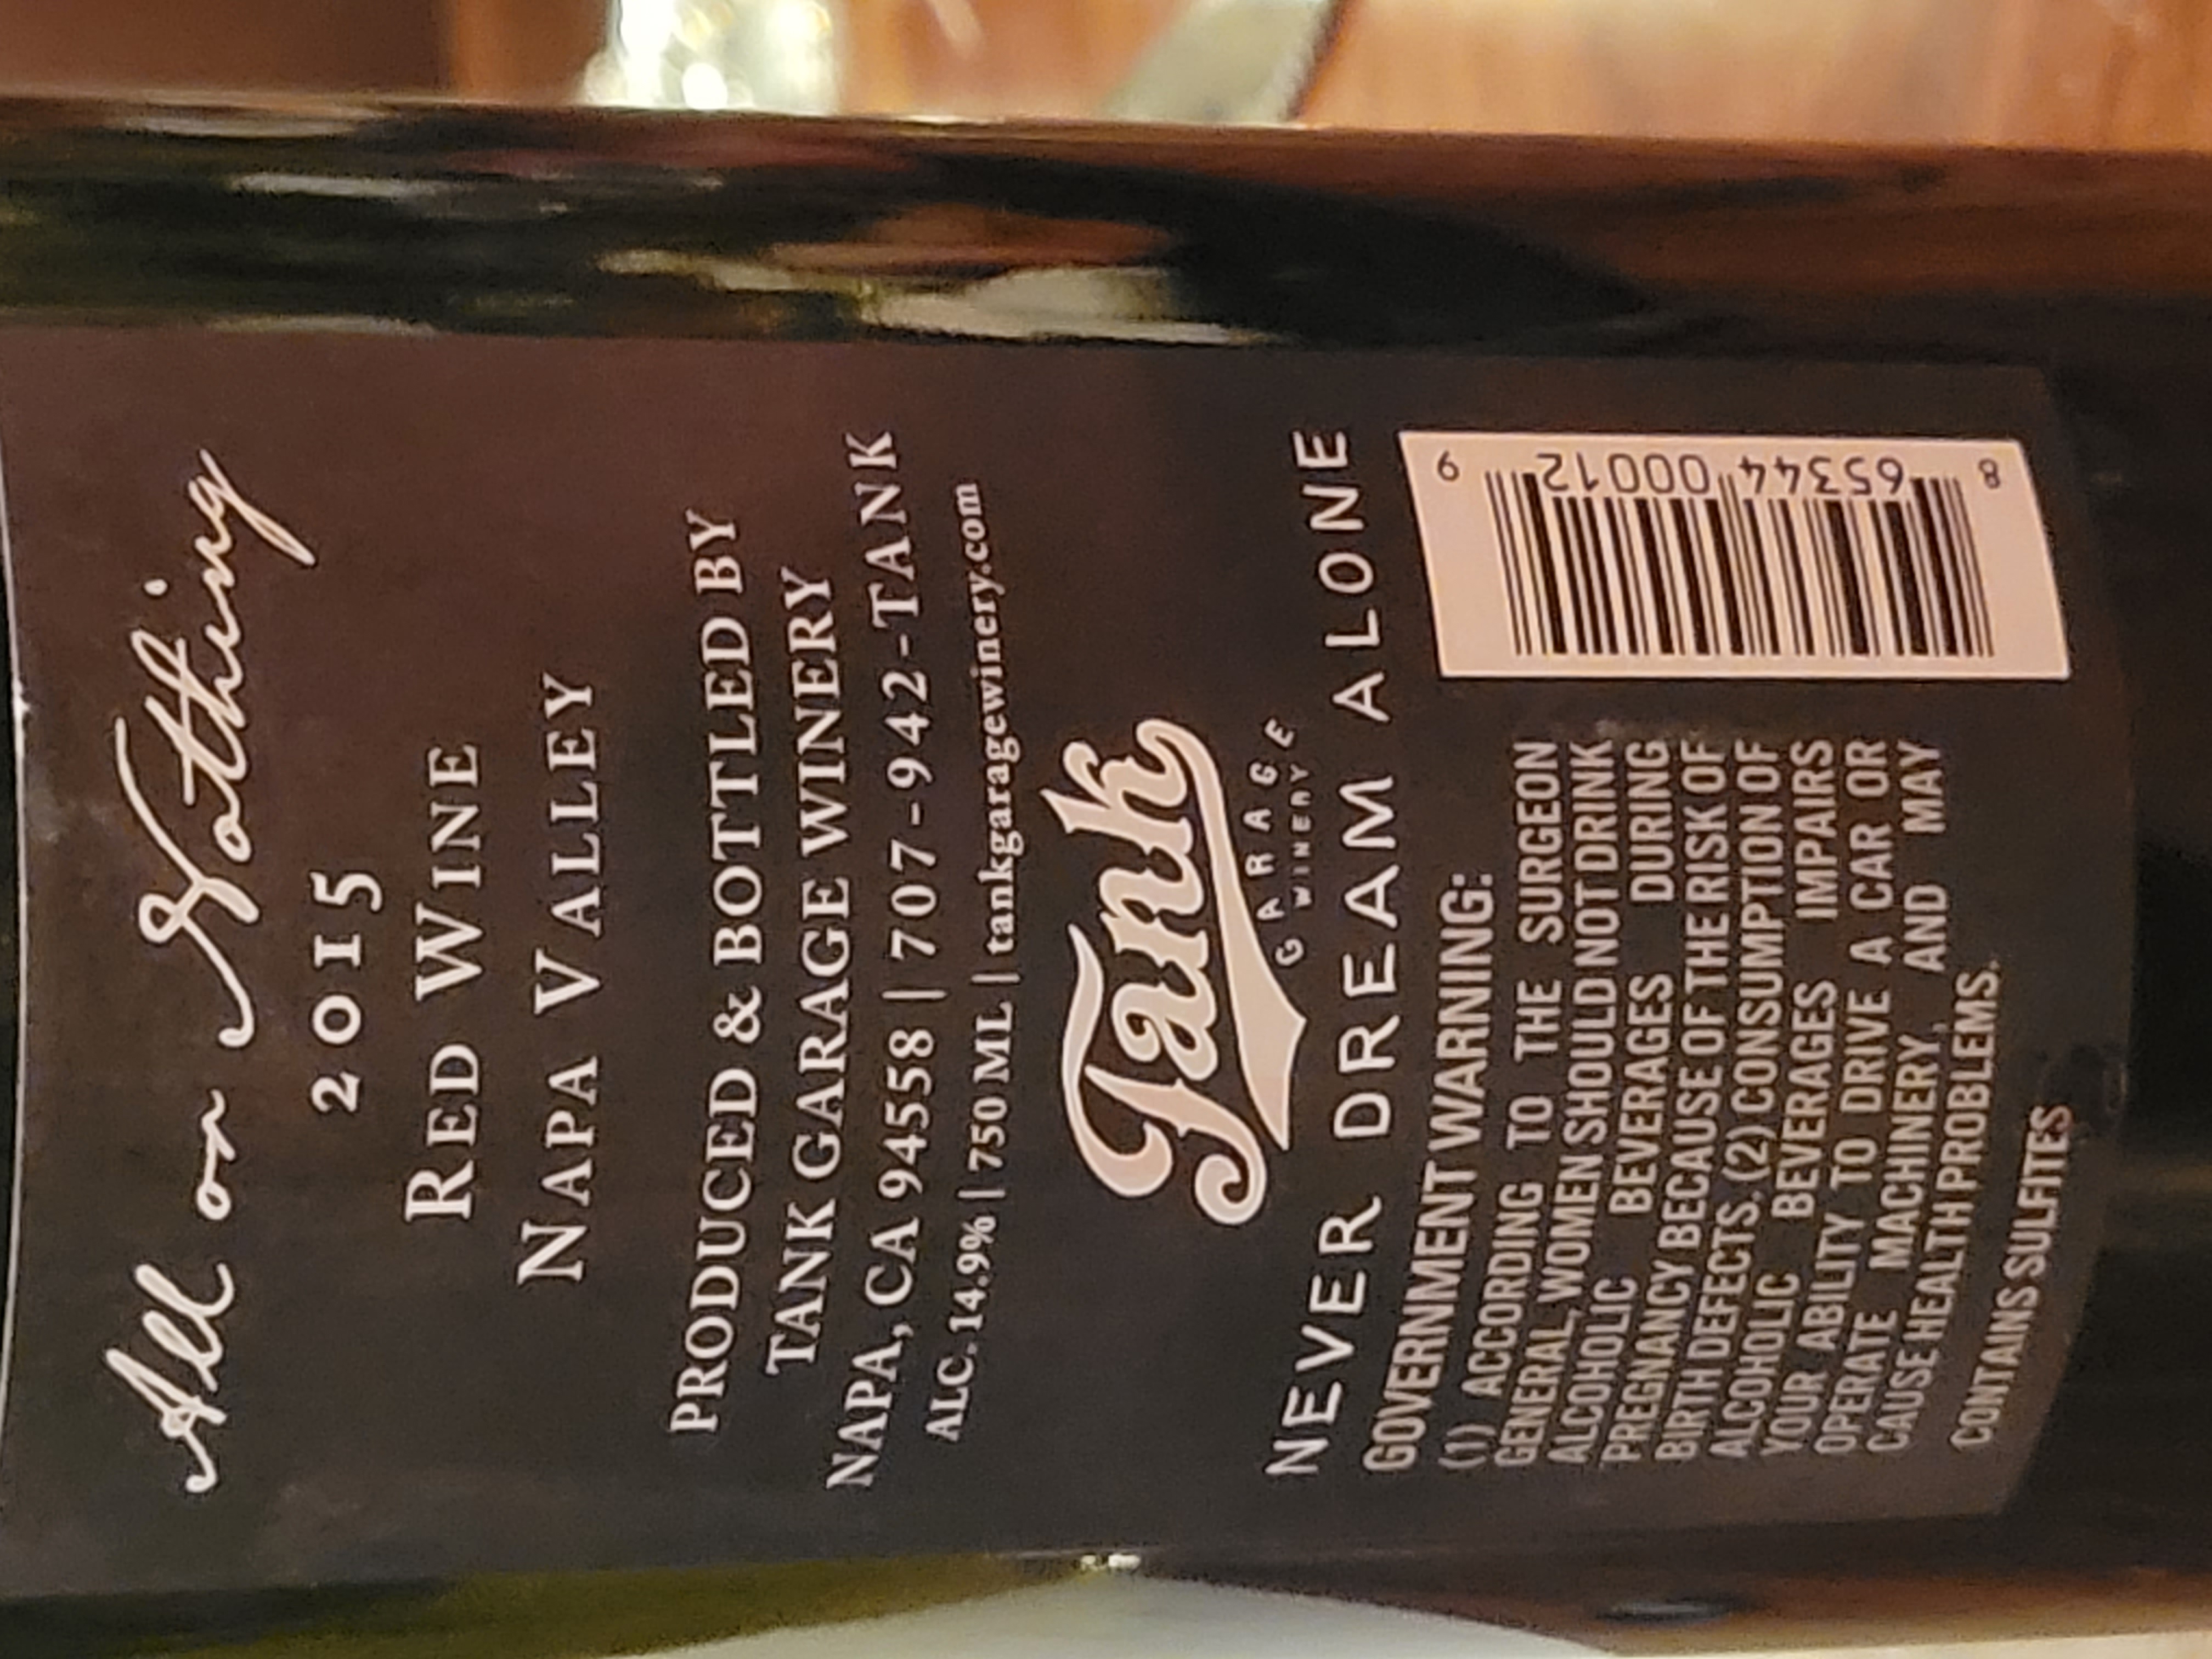 All on Nothing
2015
RED WINE
NAPA VALLEY
PRODUCED & BOTTLED BY
TANK GARAGE WINERY
NAPA, CA 94558 | 707-942-TANK
ALC. 14.9% | 750 ML | tankgaragewinery.com
Tank
GARAGE
WINERY
NEVER DREAM ALONE
GOVERNMENT WARNING:
(1) ACCORDING TO THE SURGEON
GENERAL, WOMEN SHOULD NOT DRINK
ALCOHOLIC BEVERAGES DURING
PREGNANCY BECAUSE OF THE RISK OF
BIRTH DEFECTS. (2) CONSUMPTION OF
ALCOHOLIC BEVERAGES IMPAIRS
YOUR ABILITY TO DRIVE A CAR OR
OPERATE MACHINERY, AND MAY
CAUSE HEALTH PROBLEMS.
CONTAINS SULFITES
8 65344 00012 9